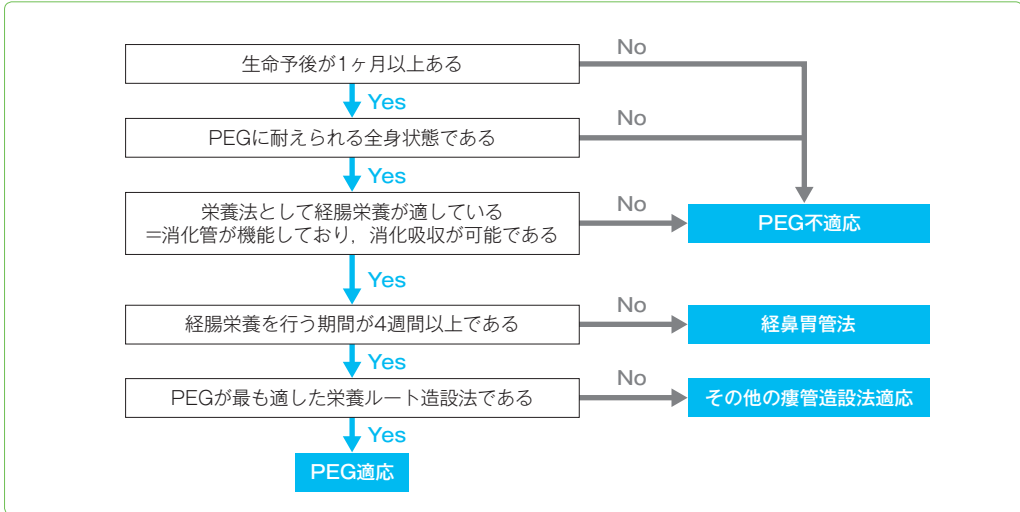 生命予後が1ヶ月以上ある
No
Yes
PEGに耐えられる全身状態である
No
Yes
栄養法として経腸栄養が適している
＝消化管が機能しており，消化吸収が可能である
No
PEG不適応
Yes
経腸栄養を行う期間が4週間以上である
No
経鼻胃管法
Yes
PEGが最も適した栄養ルート造設法である
No
その他の瘻管造設法適応
Yes
PEG適応